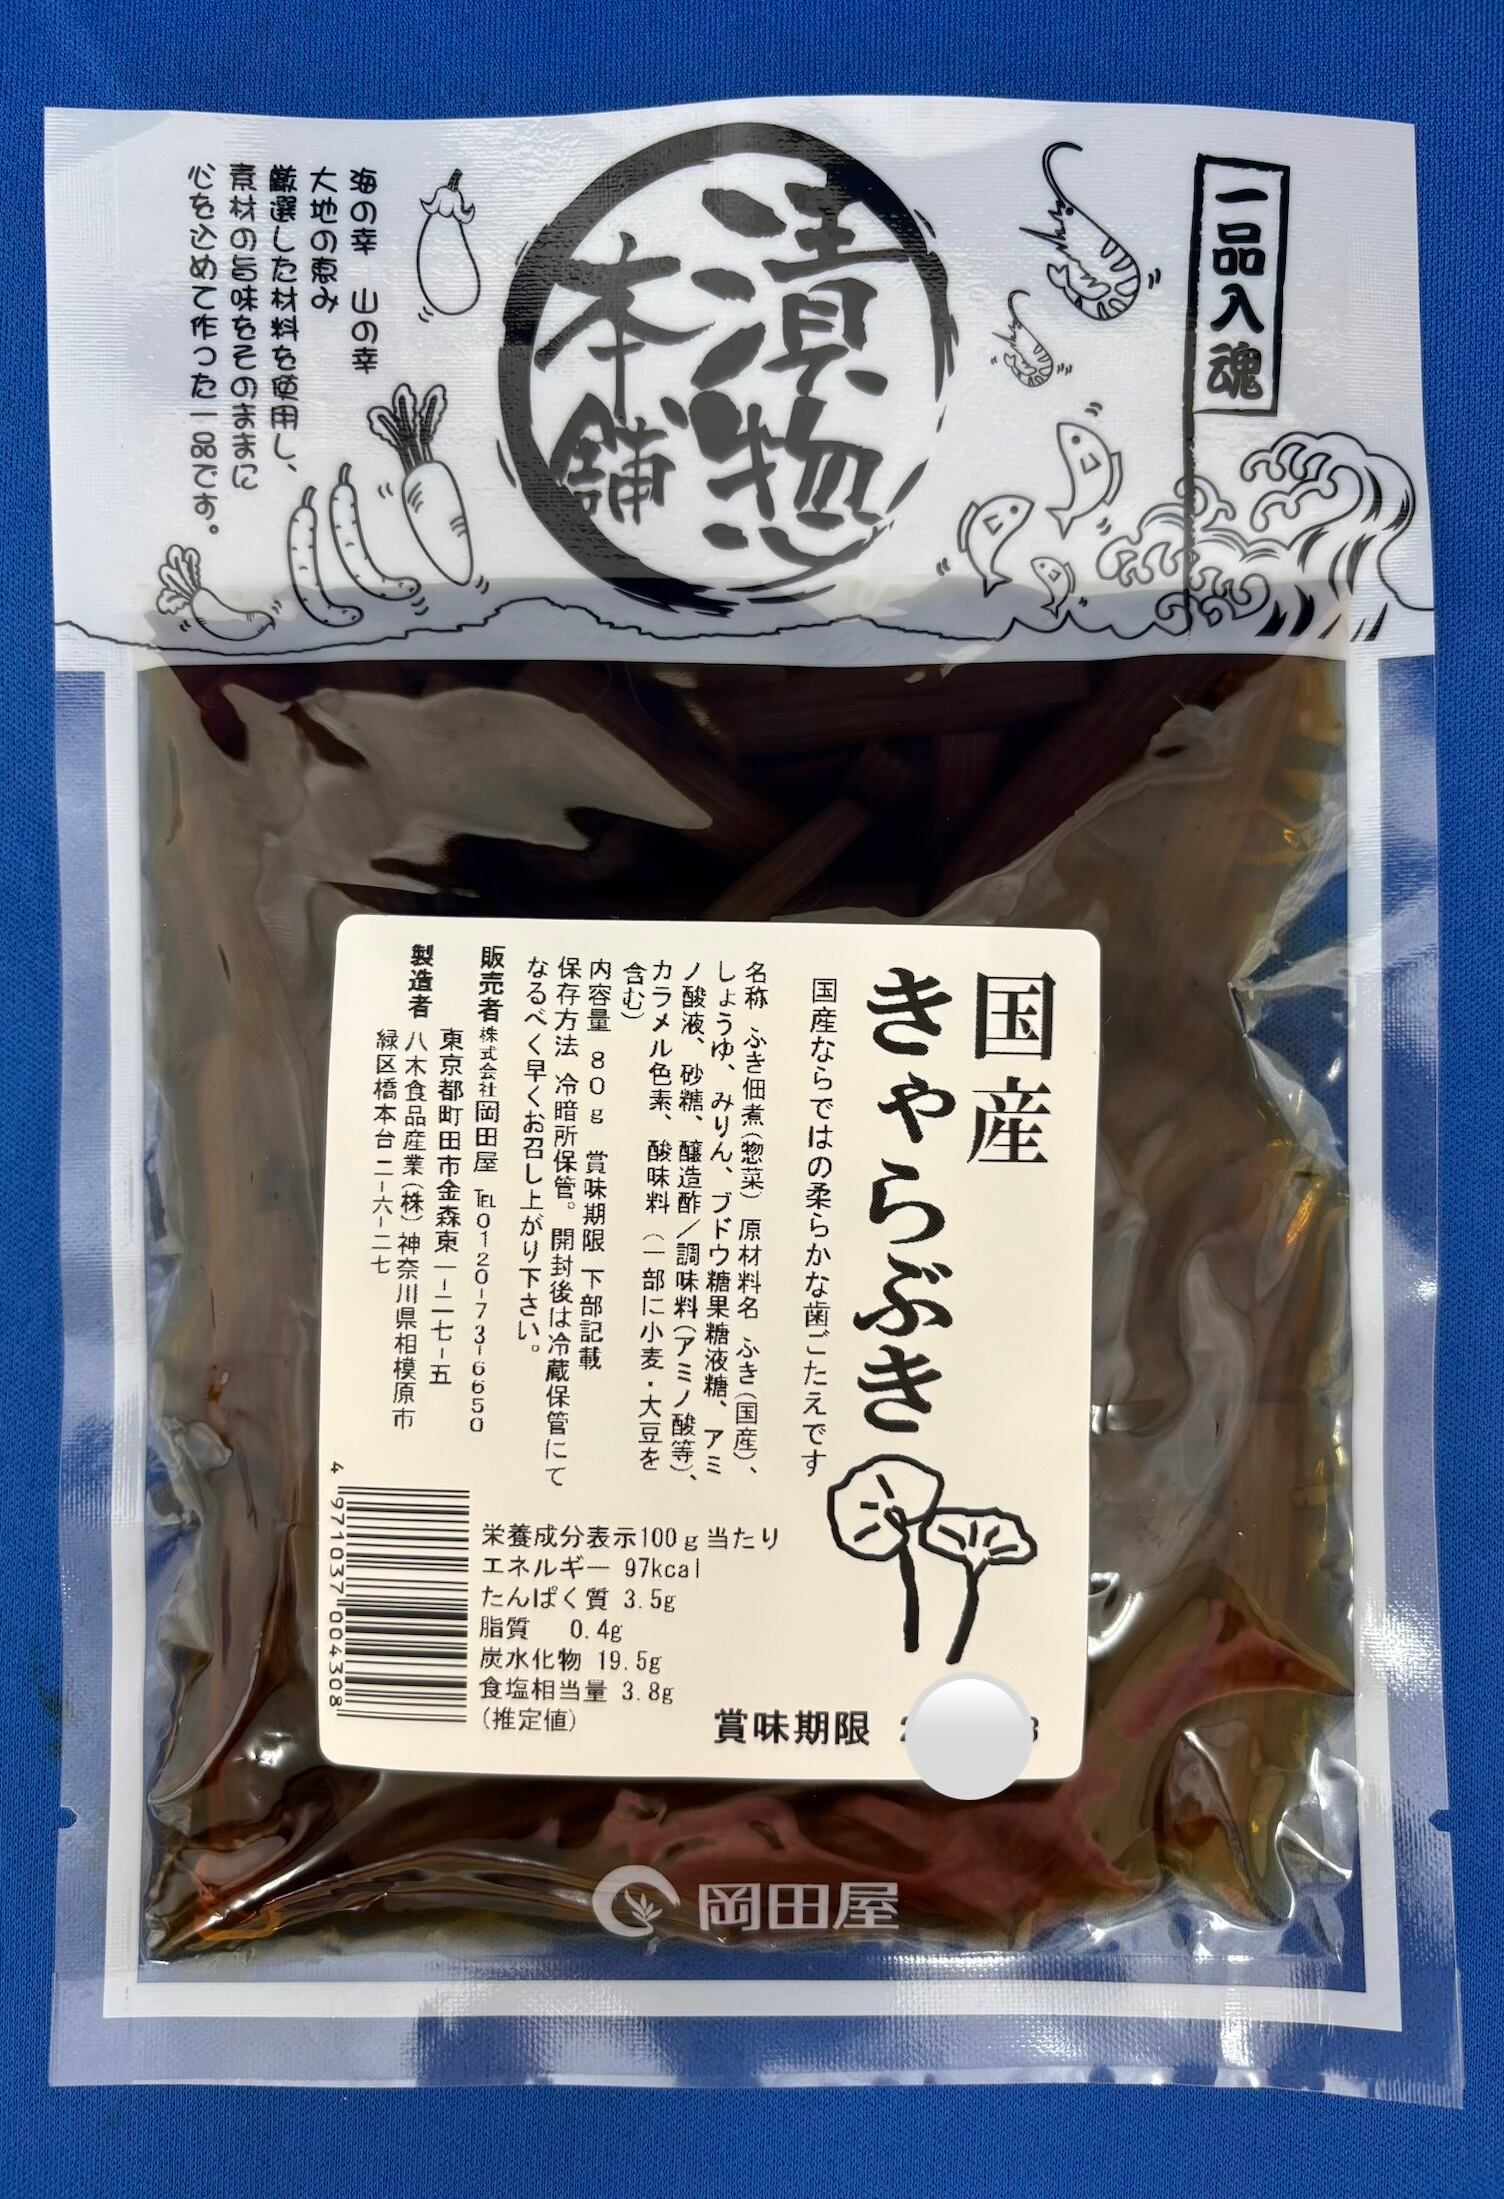 一品入魂
漬惣
本舗
海の幸 山の幸
大地の恵み
厳選した材料を使用し、
素材の旨味をそのままに
心を込めて作った一品です。
国産
きゃらぶき
国産ならではの柔らかな歯ごたえです
名称 ふき佃煮(惣菜) 原材料名 ふき(国産)、
しょうゆ、みりん、ブドウ糖果糖液糖、アミ
ノ酸液、砂糖、醸造酢/調味料(アミノ酸等)、
カラメル色素、酸味料 (一部に小麦・大豆を
含む)
内容量 80g 賞味期限 下部記載
保存方法 冷暗所保管。開封後は冷蔵保管にて
なるべく早くお召し上がり下さい。
販売者 株式会社岡田屋 ℡0120-73-6650
東京都町田市金森東一-二七-五
製造者 八木食品産業(株) 神奈川県相模原市
緑区橋本台二-六-二七
4971037004308
栄養成分表示100g当たり
エネルギー 97kcal
たんぱく質 3.5g
脂質 0.4g
炭水化物 19.5g
食塩相当量 3.8g
(推定値)
賞味期限
岡田屋